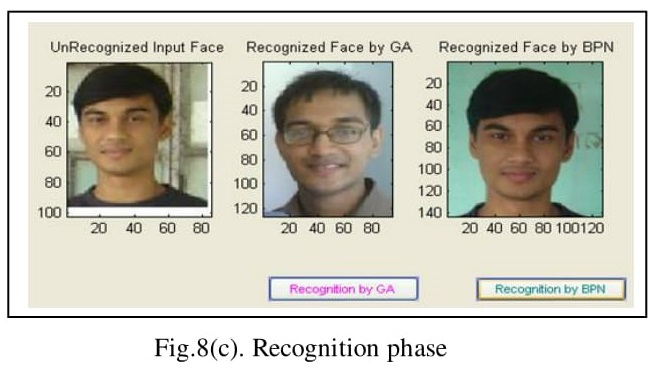 UnRecognized Input Face
Recognized Face by GA
Recognized Face by BPN
20
40
60
80
100
20 40 60 80
20
40
60
80
100
120
20 40 60 80
20
40
60
80
100
120
140
20 40 60 80 100 120
Recognition by GA
Recognition by BPN
Fig.8(c). Recognition phase